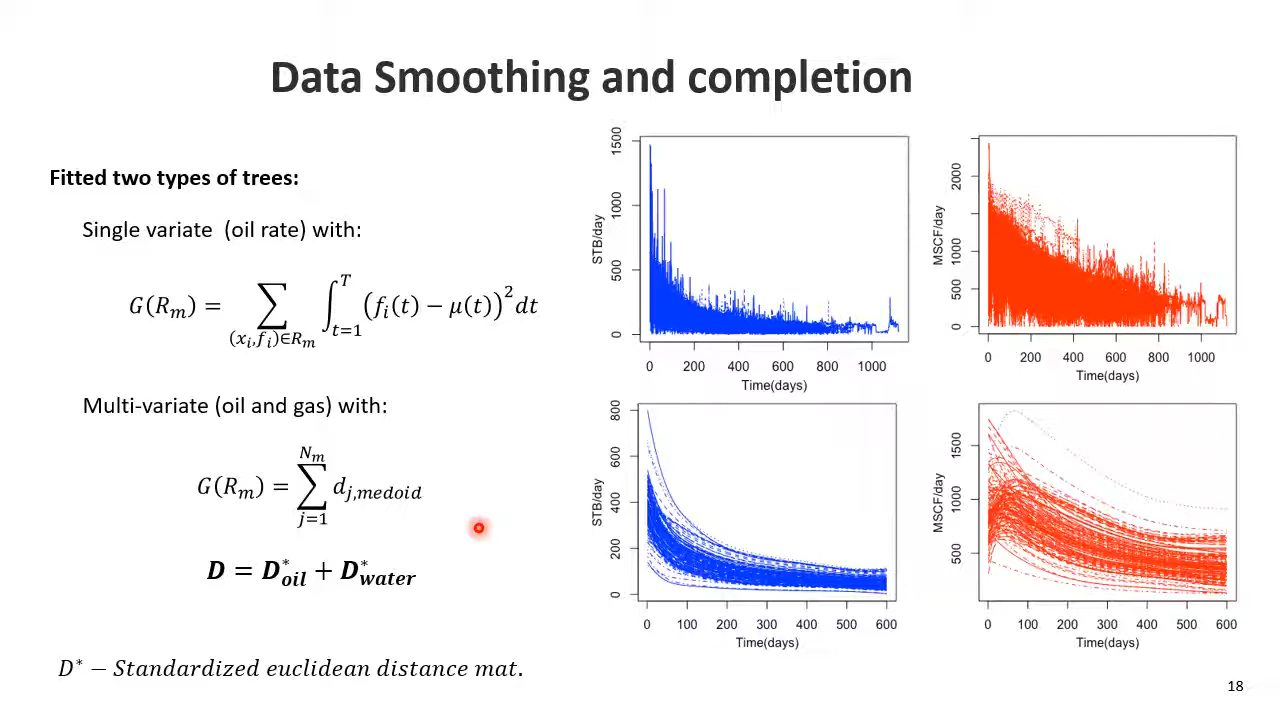 Data Smoothing and completion
Fitted two types of trees:
Single variate (oil rate) with:
G(R_m) = ∑_{(x_i,f_i)∈R_m} ∫_{t=1}^{T} (f_i(t) − μ(t))^2 dt
Multi-variate (oil and gas) with:
G(R_m) = ∑_{j=1}^{N_m} d_{j,medoid}
D = D^*_{oil} + D^*_{water}
D^* − Standardized euclidean distance mat.
STB/day
0 500 1000 1500
0 200 400 600 800 1000
Time(days)
MSCF/day
0 500 1000 2000
0 200 400 600 800 1000
Time(days)
STB/day
0 200 400 600 800
0 100 200 300 400 500 600
Time(days)
MSCF/day
500 1000 1500
0 100 200 300 400 500 600
Time(days)
18